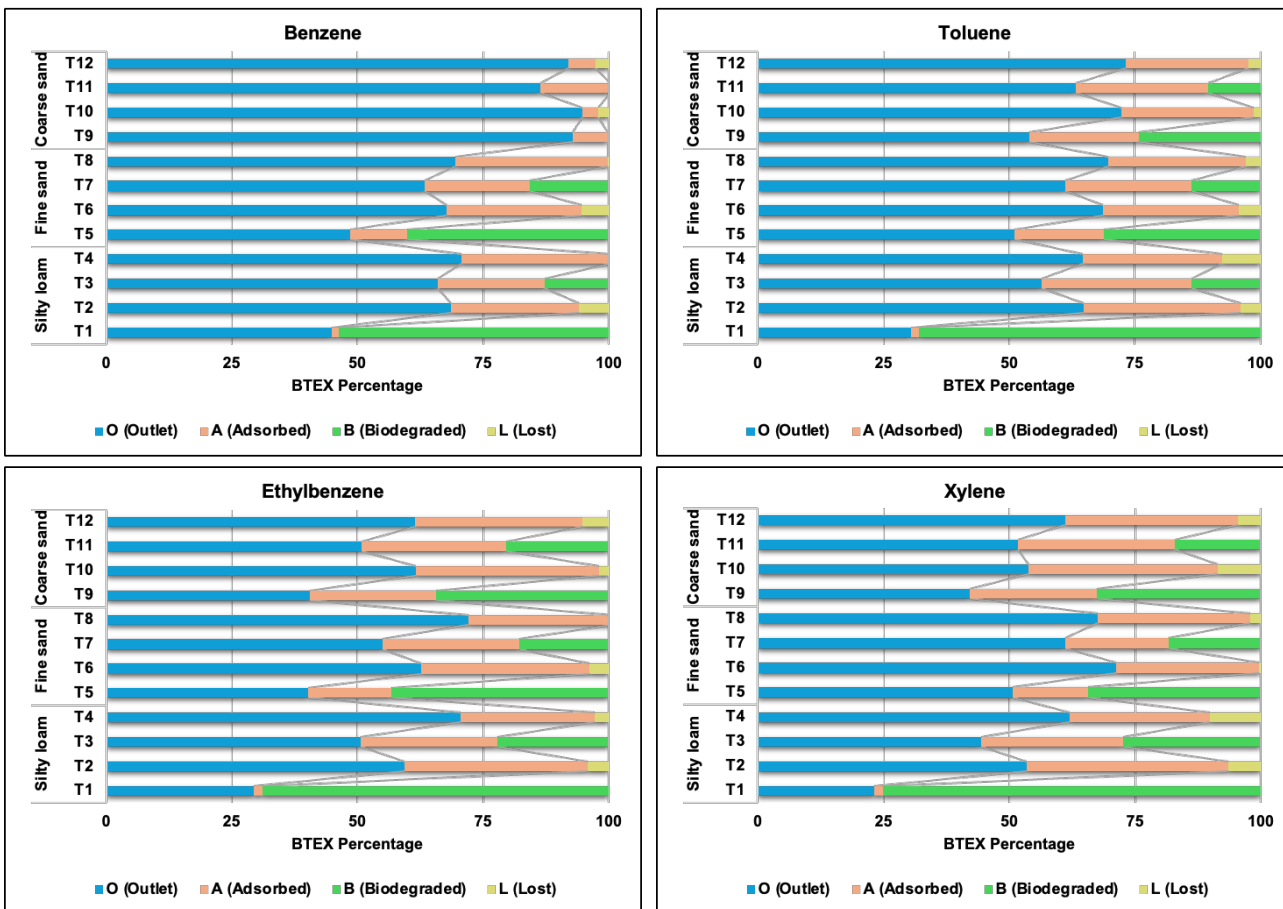 Benzene
Coarse sand
T12
T11
T10
T9
Fine sand
T8
T7
T6
T5
Silty loam
T4
T3
T2
T1
0 25 50 75 100
BTEX Percentage
O (Outlet) A (Adsorbed) B (Biodegraded) L (Lost)
Toluene
Coarse sand
T12
T11
T10
T9
Fine sand
T8
T7
T6
T5
Silty loam
T4
T3
T2
T1
0 25 50 75 100
BTEX Percentage
O (Outlet) A (Adsorbed) B (Biodegraded) L (Lost)
Ethylbenzene
Coarse sand
T12
T11
T10
T9
Fine sand
T8
T7
T6
T5
Silty loam
T4
T3
T2
T1
0 25 50 75 100
BTEX Percentage
O (Outlet) A (Adsorbed) B (Biodegraded) L (Lost)
Xylene
Coarse sand
T12
T11
T10
T9
Fine sand
T8
T7
T6
T5
Silty loam
T4
T3
T2
T1
0 25 50 75 100
BTEX Percentage
O (Outlet) A (Adsorbed) B (Biodegraded) L (Lost)